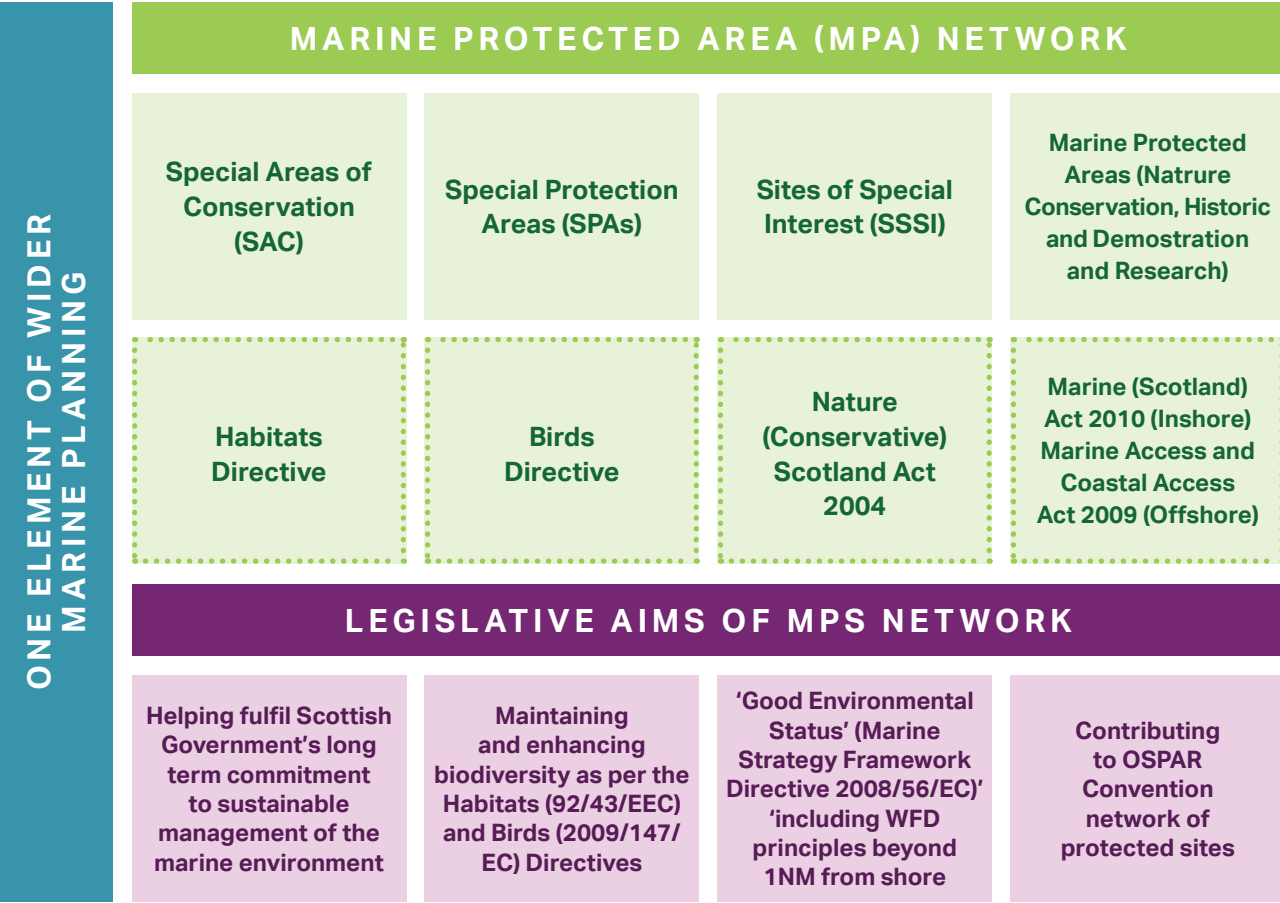 ONE ELEMENT OF WIDER
MARINE PLANNING
MARINE PROTECTED AREA (MPA) NETWORK
Special Areas of
Conservation
(SAC)
Special Protection
Areas (SPAs)
Sites of Special
Interest (SSSI)
Marine Protected
Areas (Natrure
Conservation, Historic
and Demostration
and Research)
Habitats
Directive
Birds
Directive
Nature
(Conservative)
Scotland Act
2004
Marine (Scotland)
Act 2010 (Inshore)
Marine Access and
Coastal Access
Act 2009 (Offshore)
LEGISLATIVE AIMS OF MPS NETWORK
Helping fulfil Scottish
Government's long
term commitment
to sustainable
management of the
marine environment
Maintaining
and enhancing
biodiversity as per the
Habitats (92/43/EEC)
and Birds (2009/147/
EC) Directives
‘Good Environmental
Status’ (Marine
Strategy Framework
Directive 2008/56/EC)’
‘including WFD
principles beyond
1NM from shore
Contributing
to OSPAR
Convention
network of
protected sites